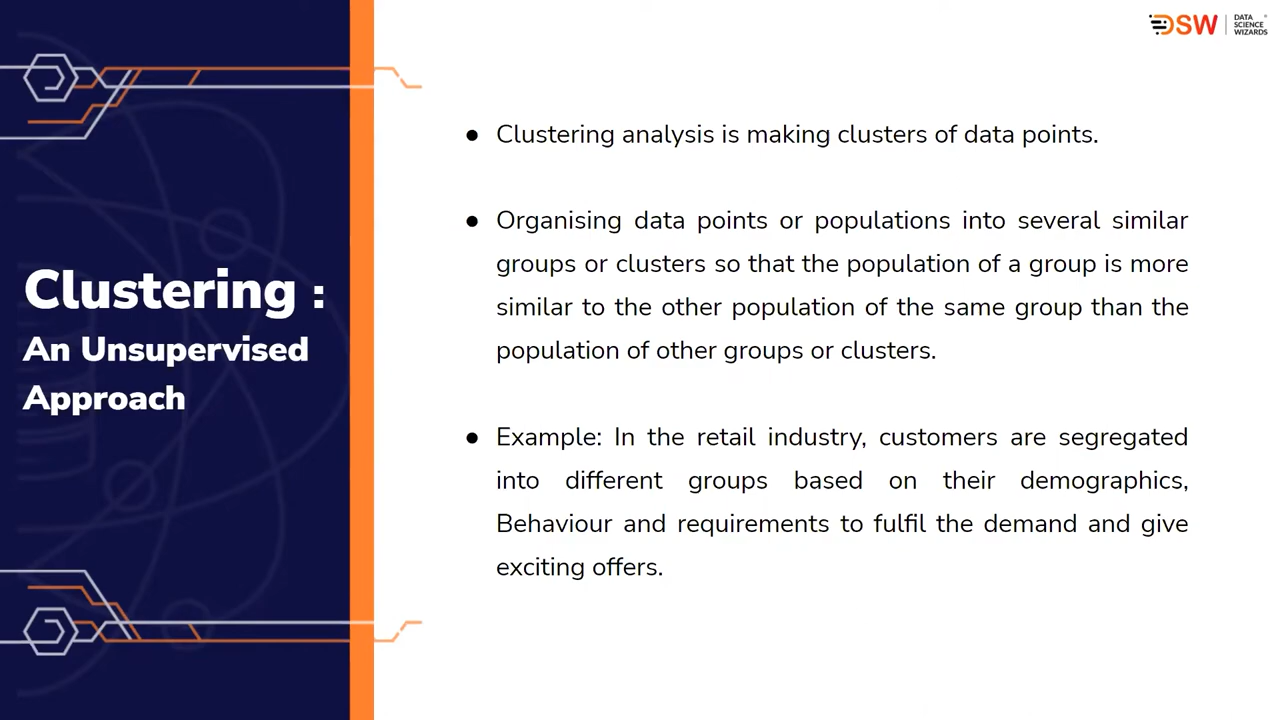 DSW
DATA
SCIENCE
WIZARDS
Clustering :
An Unsupervised
Approach
● Clustering analysis is making clusters of data points.
● Organising data points or populations into several similar
groups or clusters so that the population of a group is more
similar to the other population of the same group than the
population of other groups or clusters.
● Example: In the retail industry, customers are segregated
into different groups based on their demographics,
Behaviour and requirements to fulfil the demand and give
exciting offers.